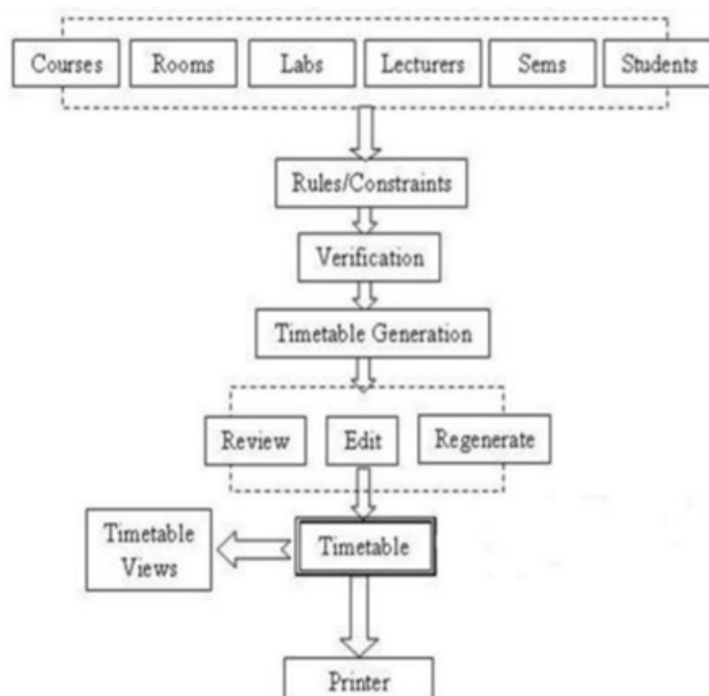 Courses
Rooms
Labs
Lecturers
Sems
Students
Rules/Constraints
Verification
Timetable Generation
Review
Edit
Regenerate
Timetable
Views
Timetable
Printer